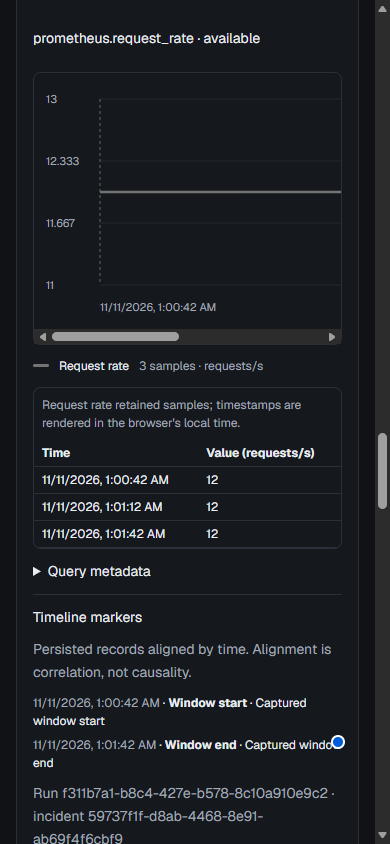 prometheus.request_rate · available
13
12.333
11.667
11
11/11/2026, 1:00:42 AM
Request rate 3 samples · requests/s
Request rate retained samples; timestamps are
rendered in the browser's local time.
Time Value (requests/s)
11/11/2026, 1:00:42 AM 12
11/11/2026, 1:01:12 AM 12
11/11/2026, 1:01:42 AM 12
Query metadata
Timeline markers
Persisted records aligned by time. Alignment is
correlation, not causality.
11/11/2026, 1:00:42 AM · Window start · Captured
window start
11/11/2026, 1:01:42 AM · Window end · Captured window
end
Run f311b7a1-b8c4-427e-b578-8c10a910e9c2 ·
incident 59737f1f-d8ab-4468-8e91-
ab69f4f6cbf9